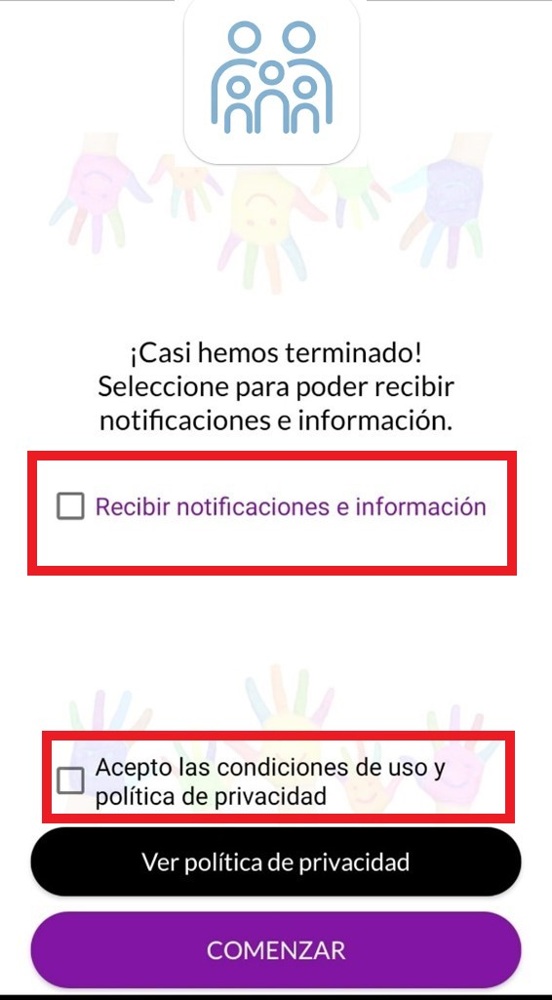 ¡Casi hemos terminado!
Seleccione para poder recibir
notificaciones e información.
Recibir notificaciones e información
Acepto las condiciones de uso y
política de privacidad
Ver política de privacidad
COMENZAR